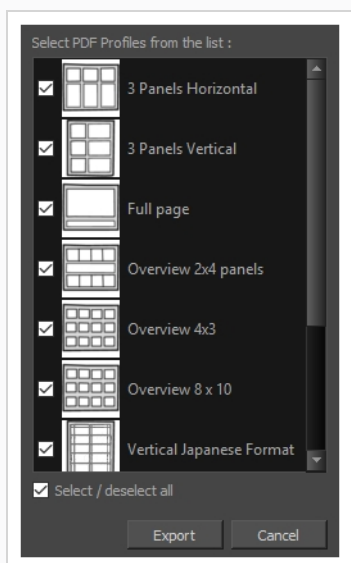 Select PDF Profiles from the list :
3 Panels Horizontal
3 Panels Vertical
Full page
Overview 2x4 panels
Overview 4x3
Overview 8 x 10
Vertical Japanese Format
Select / deselect all
Export Cancel